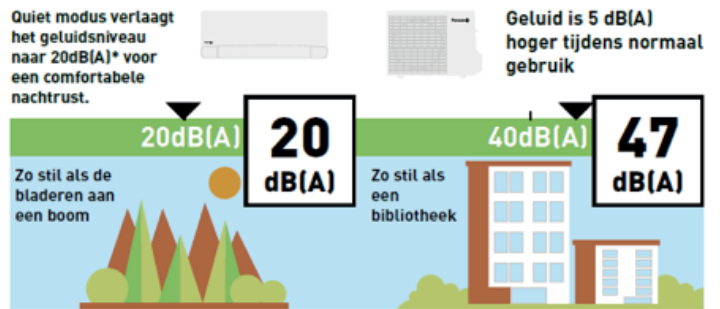 Quiet modus verlaagt
het geluidsniveau
naar 20dB(A)* voor
een comfortabele
nachtrust.
Geluid is 5 dB(A)
hoger tijdens normaal
gebruik
20dB(A)
20
dB(A)
Zo stil als de
bladeren aan
een boom
40dB(A)
47
dB(A)
Zo stil als
een
bibliotheek